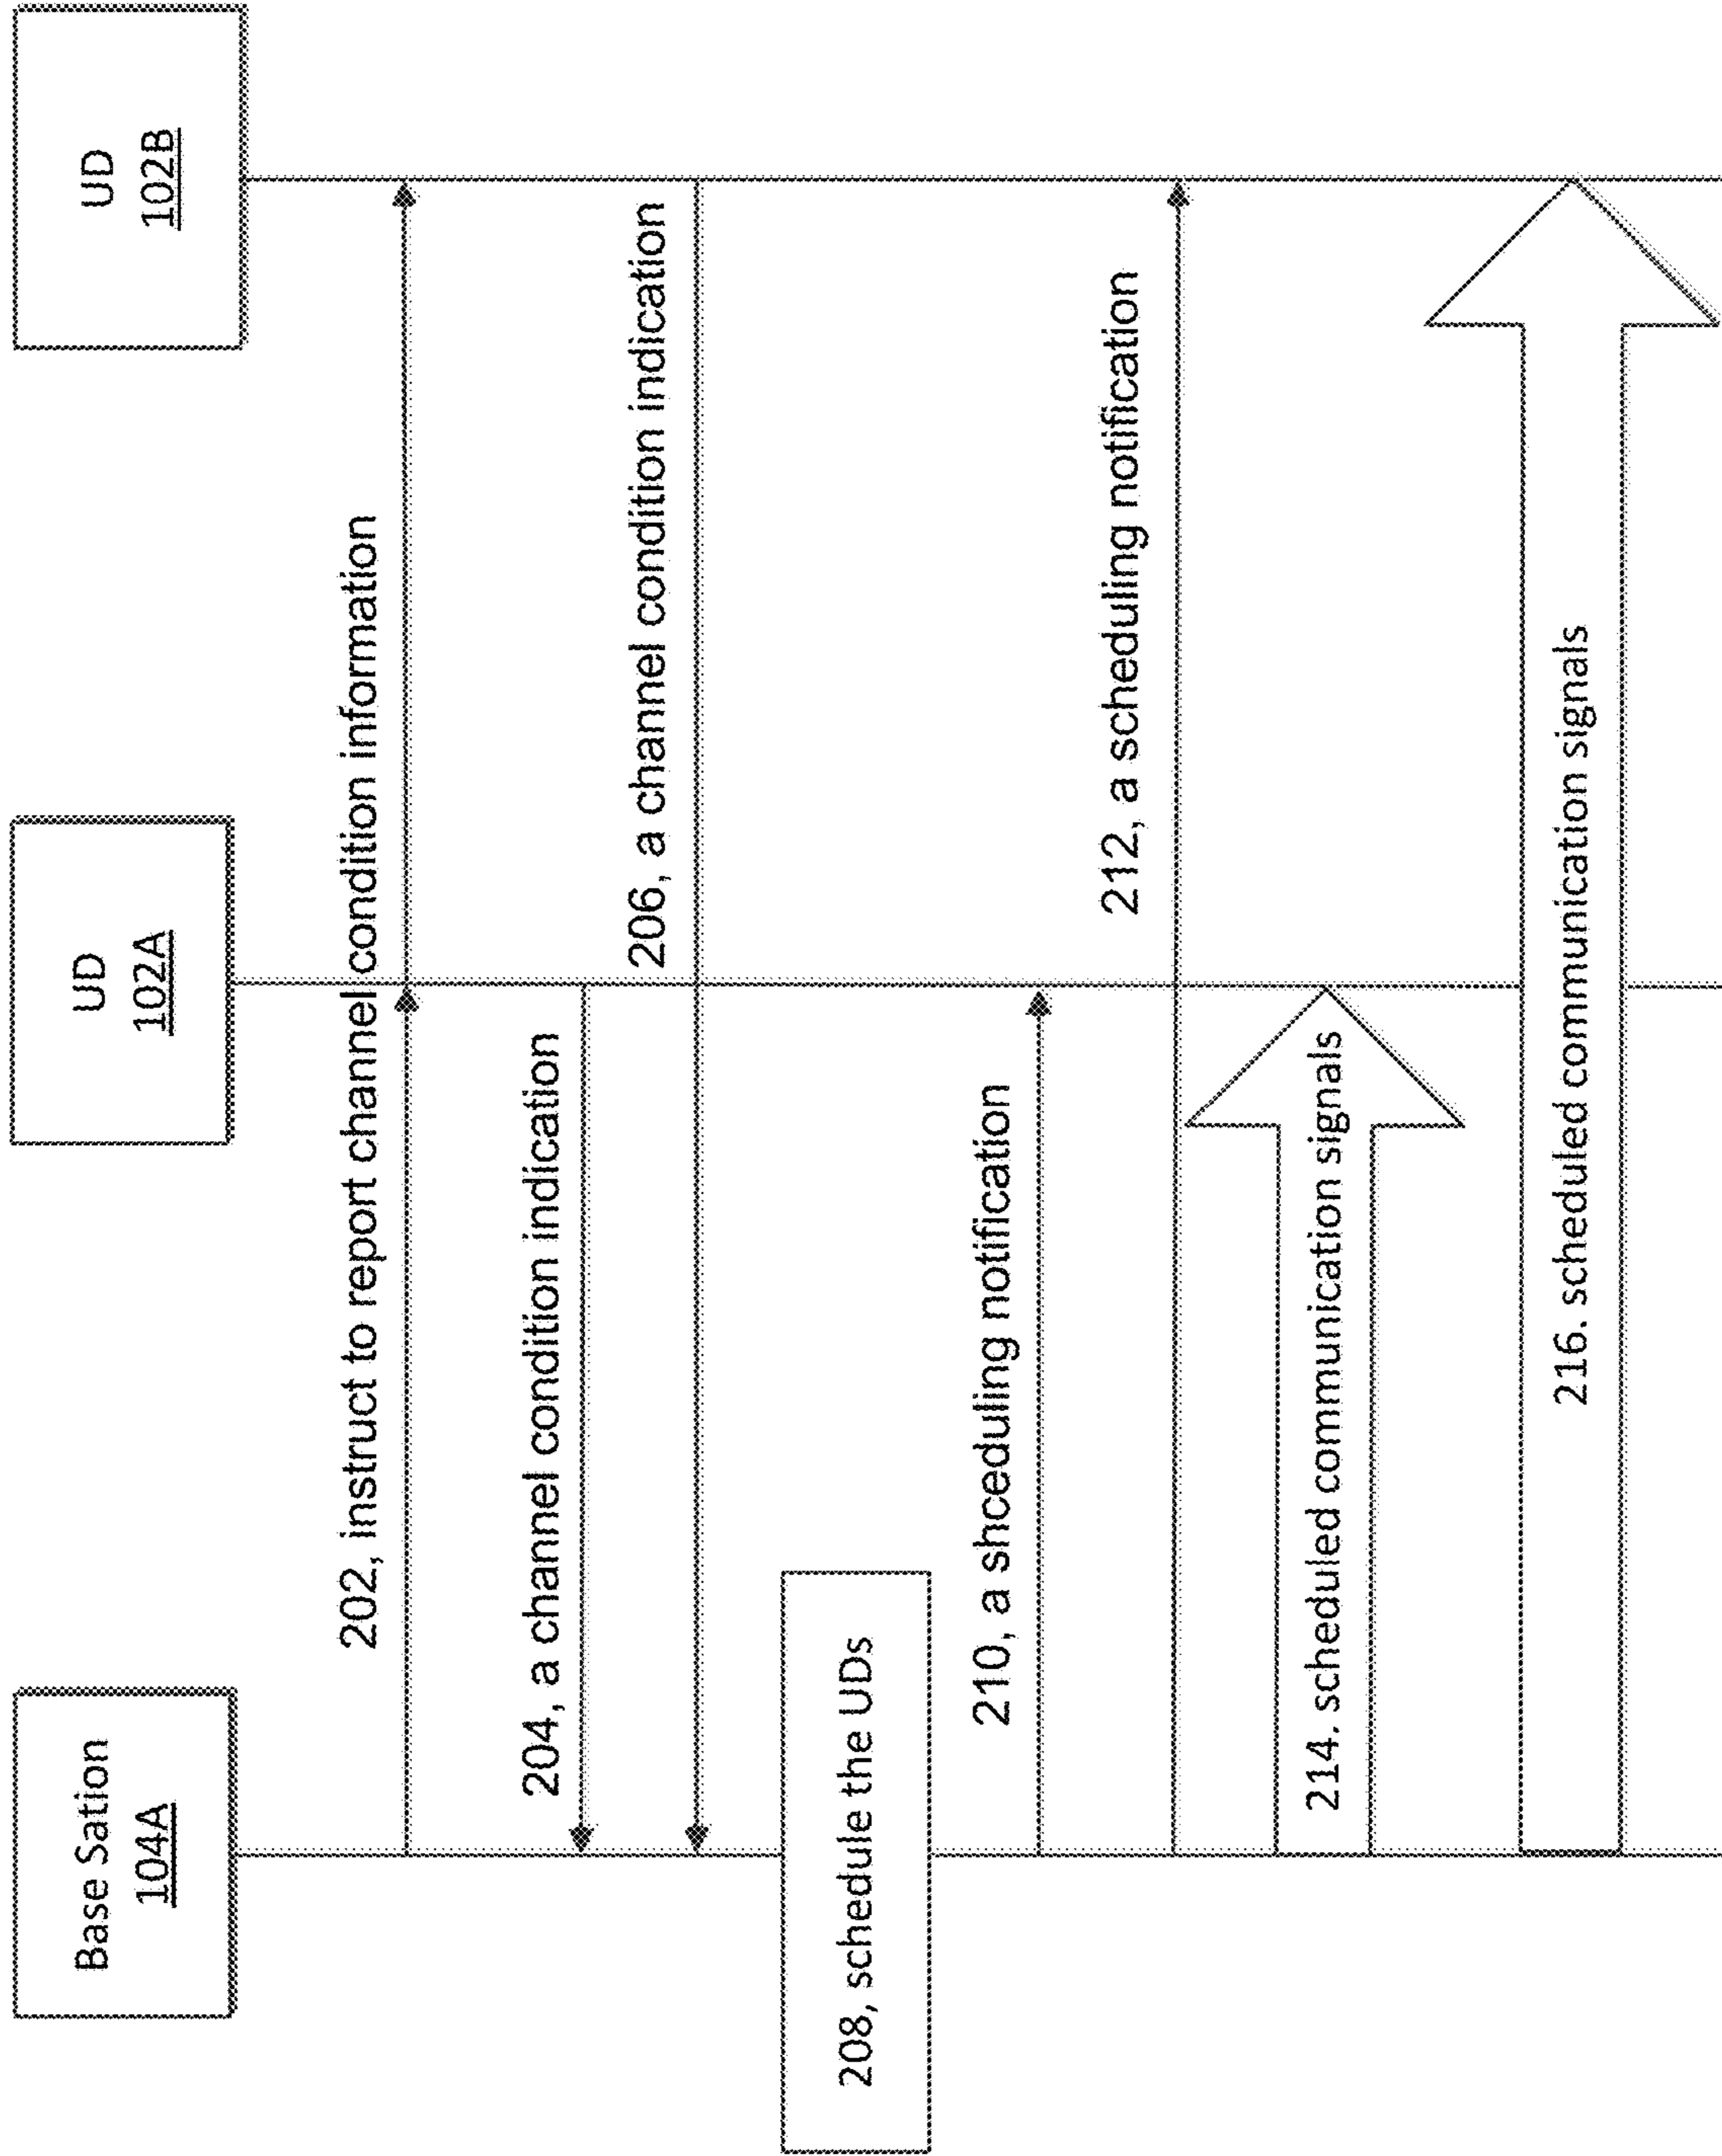 Base Sation
104A
UD
102A
UD
102B
202, instruct to report channel condition information
204, a channel condition indication
206, a channel condition indication
208, schedule the UDs
210, a shceduling notification
212, a scheduling notification
214. scheduled communication signals
216. scheduled communication signals